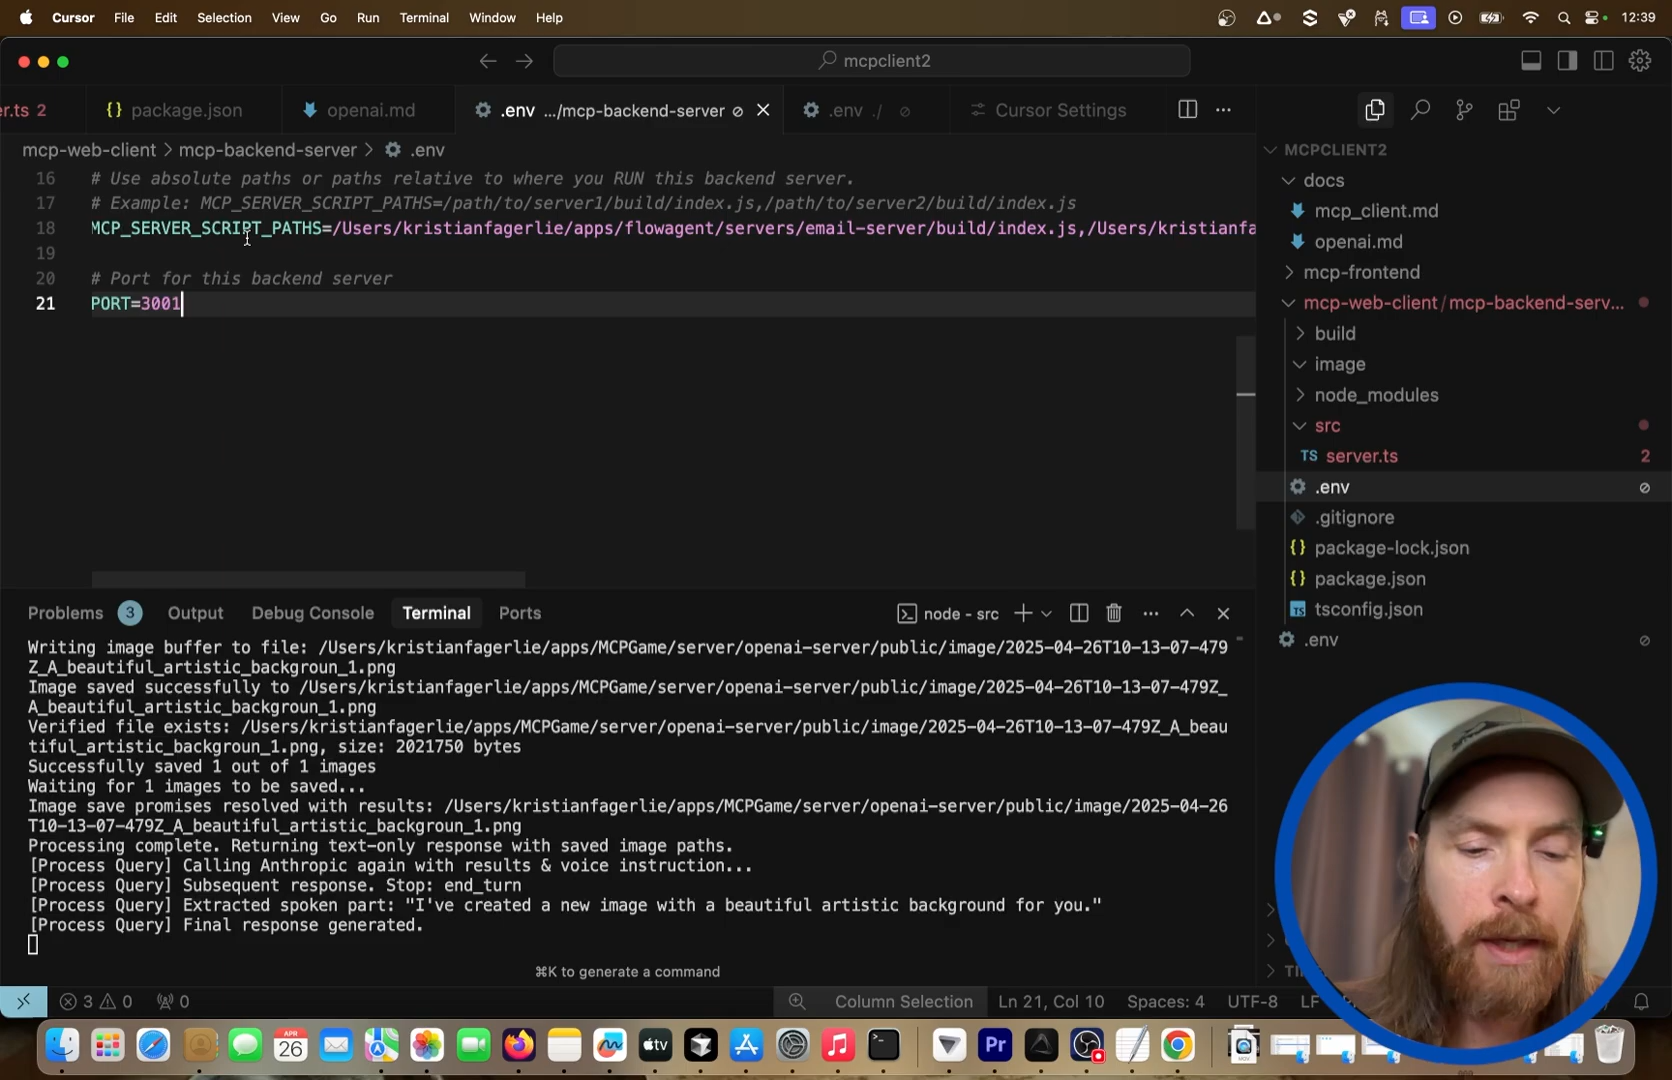 Cursor File Edit Selection View Go Run Terminal Window Help 12:39
mcpclient2
er.ts 2 {} package.json openai.md .env .../mcp-backend-server .env ./ Cursor Settings
mcp-web-client > mcp-backend-server > .env
16 # Use absolute paths or paths relative to where you RUN this backend server.
17 # Example: MCP_SERVER_SCRIPT_PATHS=/path/to/server1/build/index.js,/path/to/server2/build/index.js
18 MCP_SERVER_SCRIPT_PATHS=/Users/kristianfagerlie/apps/flowagent/servers/email-server/build/index.js,/Users/kristianfa
19
20 # Port for this backend server
21 PORT=3001
MCPCLIENT2
docs
mcp_client.md
openai.md
mcp-frontend
mcp-web-client/mcp-backend-serv...
build
image
node_modules
src
TS server.ts 2
.env
.gitignore
{} package-lock.json
{} package.json
TS tsconfig.json
.env
Problems 3 Output Debug Console Terminal Ports node - src
Writing image buffer to file: /Users/kristianfagerlie/apps/MCPGame/server/openai-server/public/image/2025-04-26T10-13-07-479
Z_A_beautiful_artistic_backgroun_1.png
Image saved successfully to /Users/kristianfagerlie/apps/MCPGame/server/openai-server/public/image/2025-04-26T10-13-07-479Z_
A_beautiful_artistic_backgroun_1.png
Verified file exists: /Users/kristianfagerlie/apps/MCPGame/server/openai-server/public/image/2025-04-26T10-13-07-479Z_A_beau
tiful_artistic_backgroun_1.png, size: 2021750 bytes
Successfully saved 1 out of 1 images
Waiting for 1 images to be saved...
Image save promises resolved with results: /Users/kristianfagerlie/apps/MCPGame/server/openai-server/public/image/2025-04-26
T10-13-07-479Z_A_beautiful_artistic_backgroun_1.png
Processing complete. Returning text-only response with saved image paths.
[Process Query] Calling Anthropic again with results & voice instruction...
[Process Query] Subsequent response. Stop: end_turn
[Process Query] Extracted spoken part: "I've created a new image with a beautiful artistic background for you."
[Process Query] Final response generated.
⌘K to generate a command
3 0 0 Column Selection Ln 21, Col 10 Spaces: 4 UTF-8 LF
APR
26
tv Pr